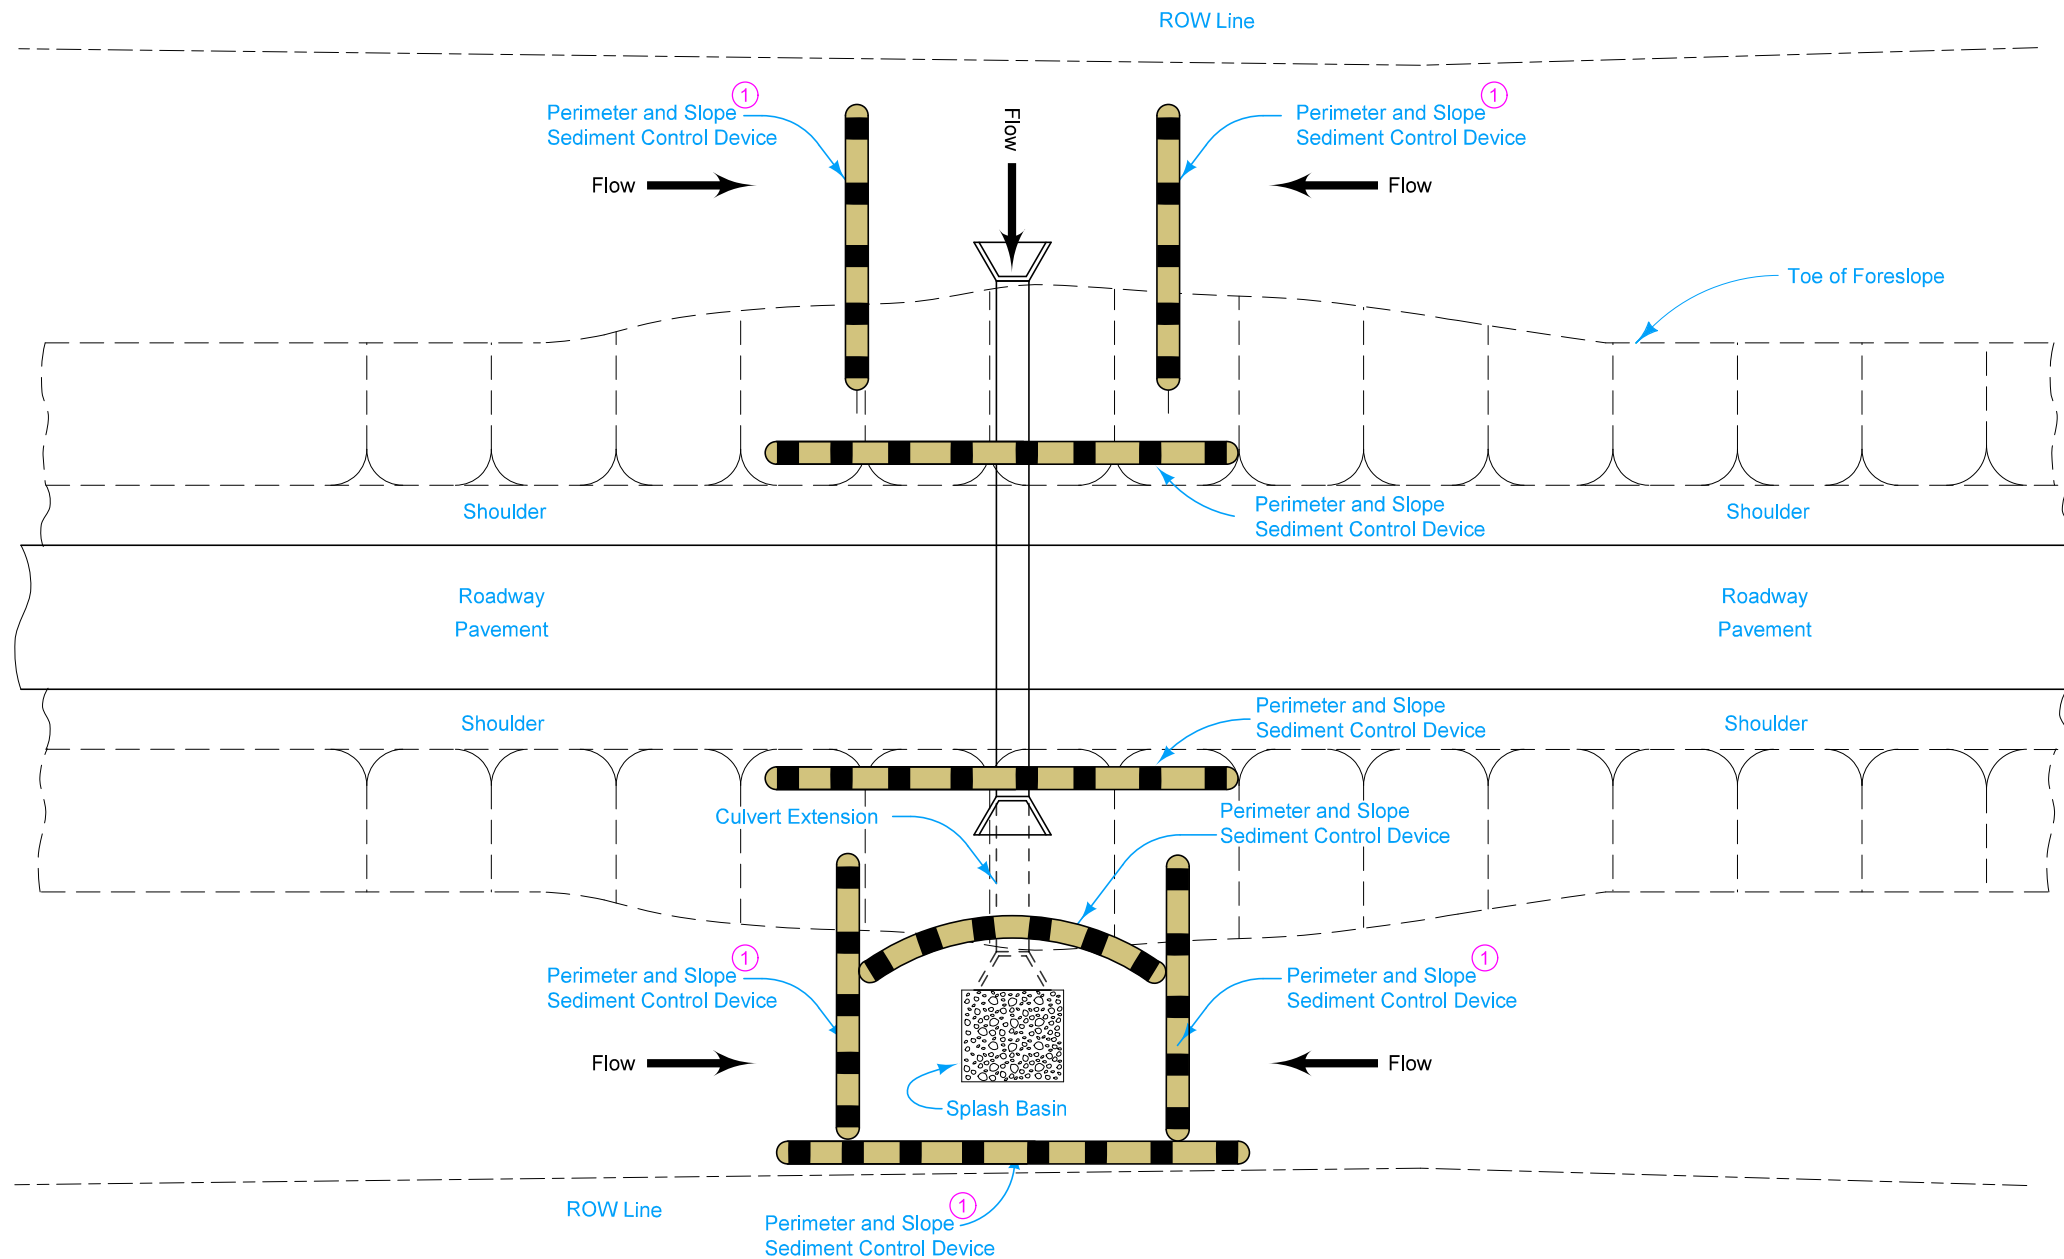 ROW Line
Perimeter and Slope ①
Sediment Control Device
Flow
Perimeter and Slope ①
Sediment Control Device
Flow
Flow
Toe of Foreslope
Shoulder
Perimeter and Slope
Sediment Control Device
Shoulder
Roadway
Pavement
Roadway
Pavement
Shoulder
Perimeter and Slope
Sediment Control Device
Shoulder
Culvert Extension
Perimeter and Slope
Sediment Control Device
Perimeter and Slope ①
Sediment Control Device
Perimeter and Slope ①
Sediment Control Device
Flow
Flow
Splash Basin
ROW Line
Perimeter and Slope ①
Sediment Control Device